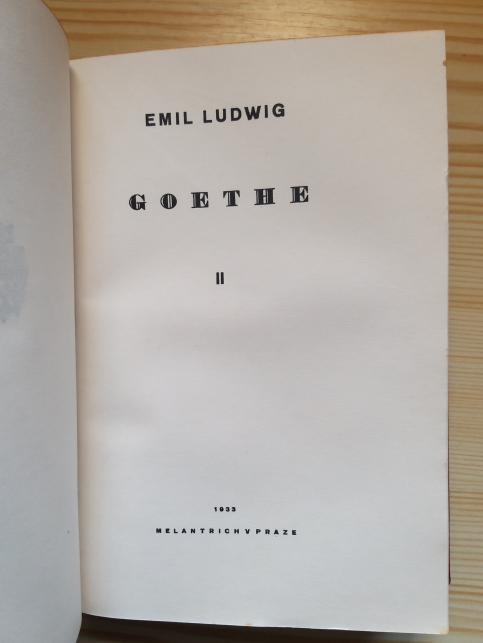 EMIL LUDWIG
GOETHE
II
1933
MELANTRICH V PRAZE